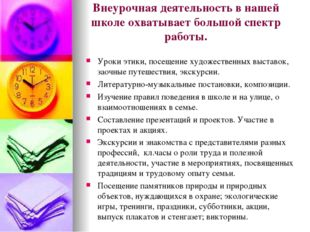 Внеурочная деятельность в нашей
школе охватывает большой спектр
работы.
Уроки этики, посещение художественных выставок,
заочные путешествия, экскурсии.
Литературно-музыкальные постановки, композиции.
Изучение правил поведения в школе и на улице, о
взаимоотношениях в семье.
Составление презентаций и проектов. Участие в
проектах и акциях.
Экскурсии и знакомства с представителями разных
профессий, кл.часы о роли труда и полезной
деятельности, участие в мероприятиях, посвященных
традициям и трудовому опыту семьи.
Посещение памятников природы и природных
объектов, нуждающихся в охране; экологические
игры, тренинги, праздники, субботники, акции,
выпуск плакатов и стенгазет; викторины.